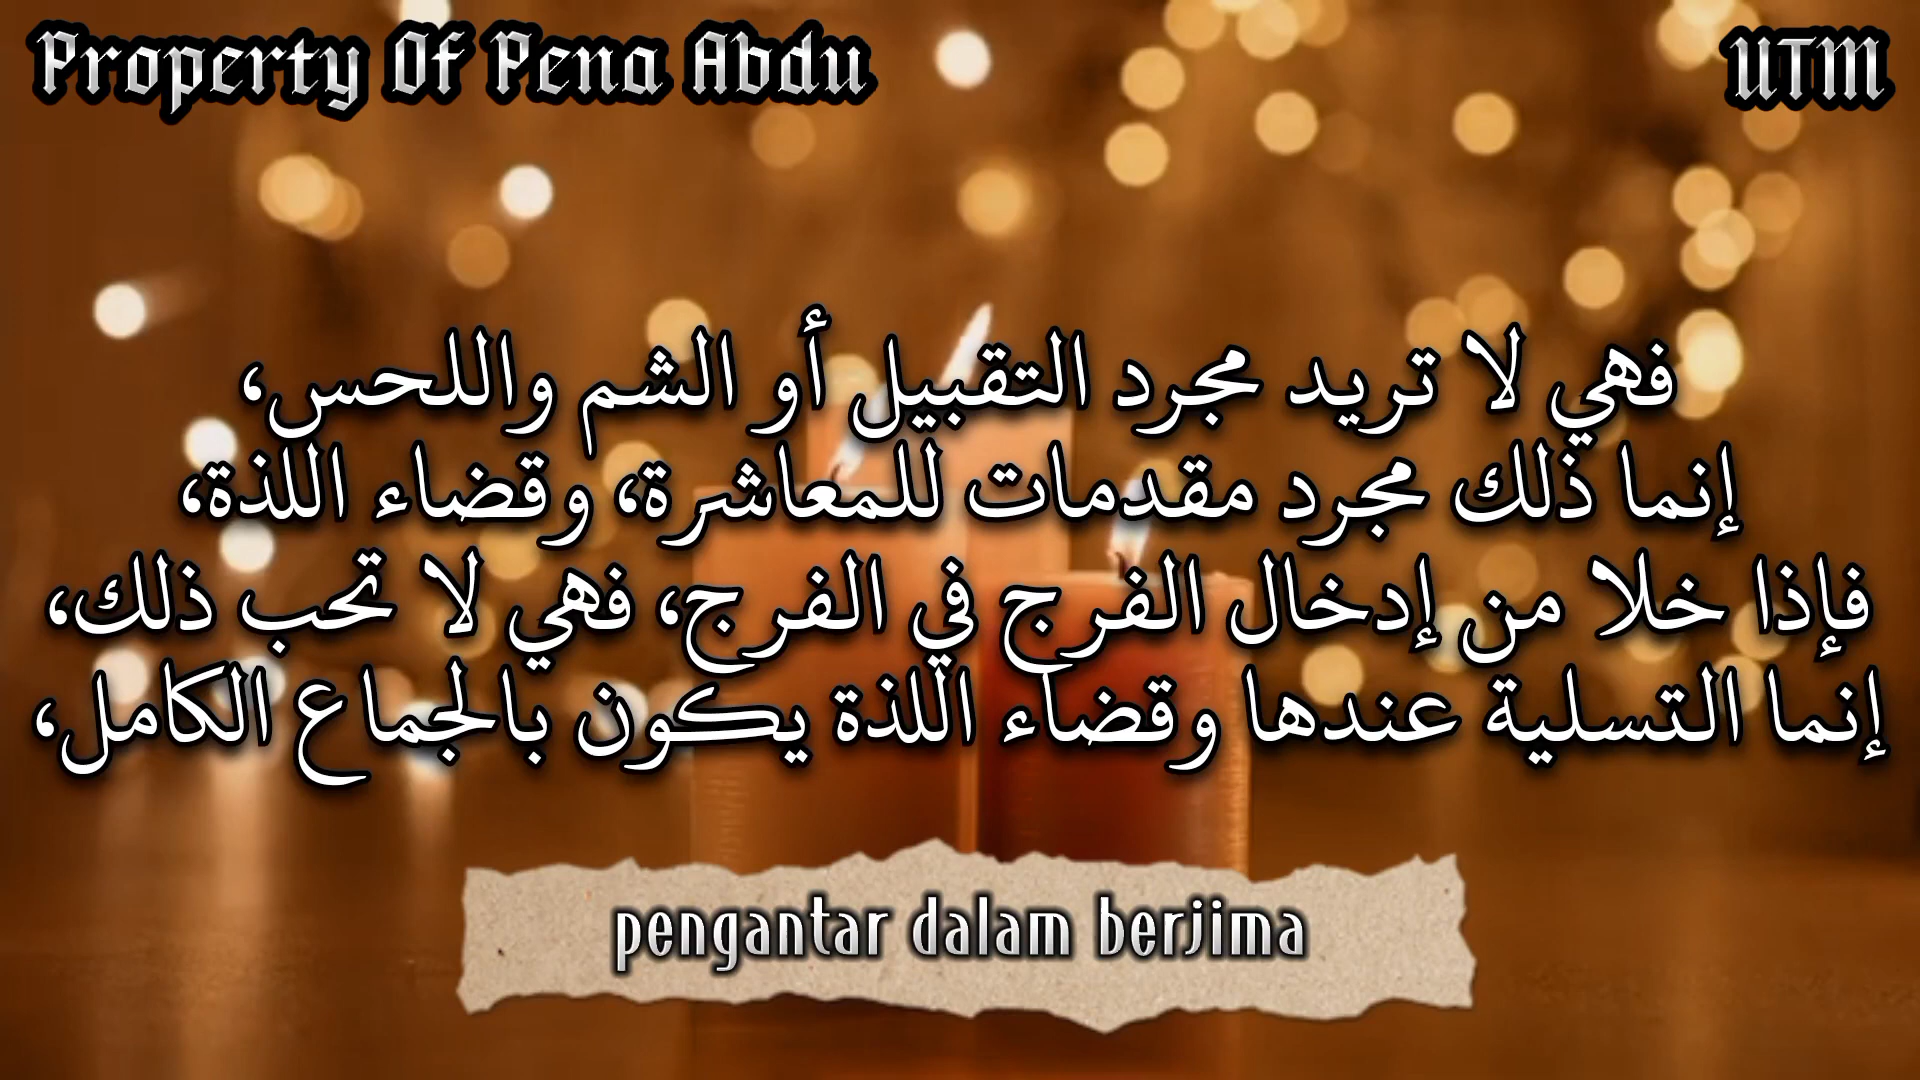 Property Of Pena Abdu
UTM
فهي لا تريد مجرد التقبيل أو الشم واللحس،
إنما ذلك مجرد مقدمات للمعاشرة، وقضاء اللذة،
فإذا خلا من إدخال الفرج في الفرج، فهي لا تحب ذلك،
إنما التسلية عندها وقضاء اللذة يكون بالجماع الكامل،
pengantar dalam berjima